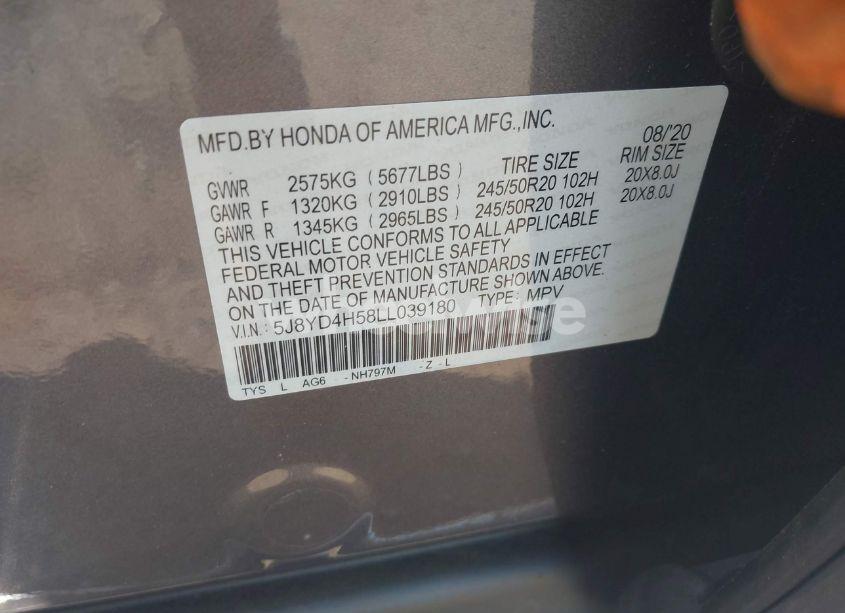 MFD.BY HONDA OF AMERICA MFG.,INC. 08/'20
TIRE SIZE RIM SIZE
GVWR 2575KG (5677LBS)
GAWR F 1320KG (2910LBS) 245/50R20 102H 20X8.0J
GAWR R 1345KG (2965LBS) 245/50R20 102H 20X8.0J
THIS VEHICLE CONFORMS TO ALL APPLICABLE
FEDERAL MOTOR VEHICLE SAFETY
AND THEFT PREVENTION STANDARDS IN EFFECT
ON THE DATE OF MANUFACTURE SHOWN ABOVE.
V.I.N.: 5J8YD4H58LL039180 TYPE: MPV
TYS L AG6 -NH797M -Z-L